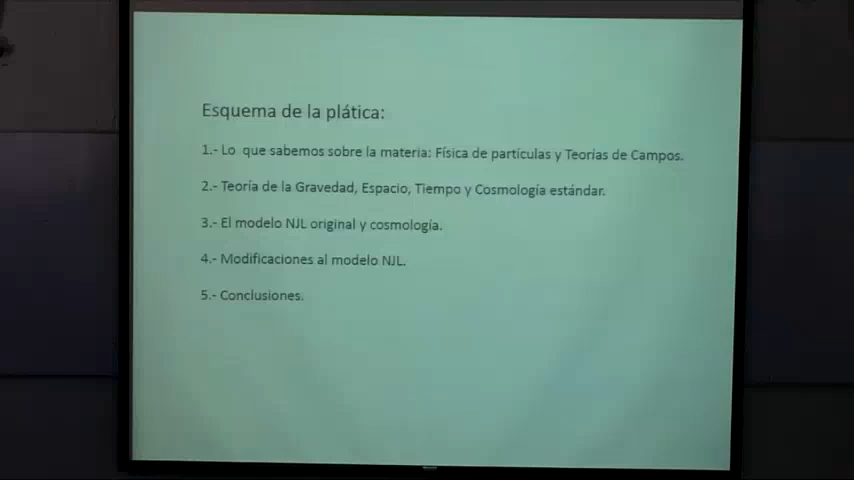 Esquema de la plática:
1.- Lo que sabemos sobre la materia: Física de partículas y Teorías de Campos.
2.- Teoría de la Gravedad, Espacio, Tiempo y Cosmología estándar.
3.- El modelo NJL original y cosmología.
4.- Modificaciones al modelo NJL.
5.- Conclusiones.